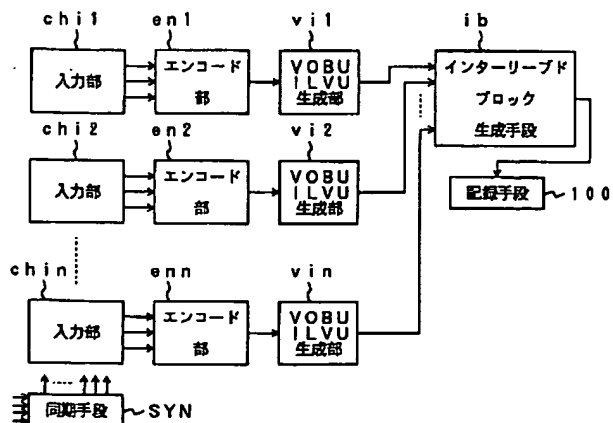 chi1 en1 vi1 ib
入力部
エンコード
部
VOBU
ILVU
生成部
インターリーブド
ブロック
生成手段
chi2 en2 vi2
入力部
エンコード
部
VOBU
ILVU
生成部
記録手段 100
chin enn vin
入力部
エンコード
部
VOBU
ILVU
生成部
同期手段 SYN